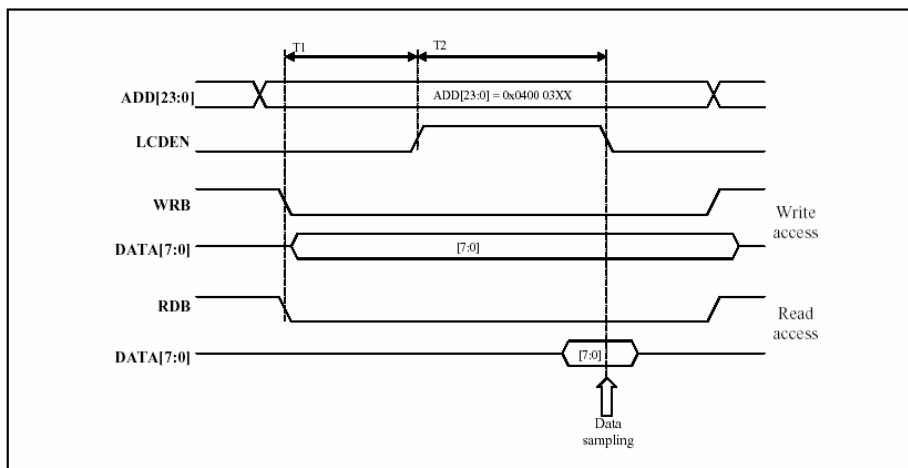 T1
T2
ADD[23:0]
ADD[23:0] = 0x0400 03XX
LCDEN
WRB
Write
access
DATA[7:0]
[7:0]
RDB
Read
access
DATA[7:0]
[7:0]
Data
sampling